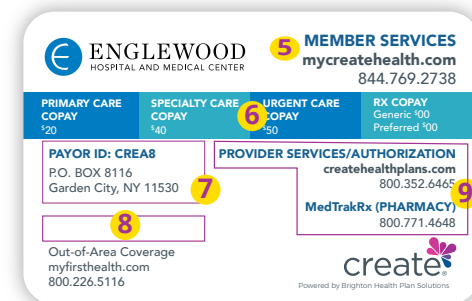 ENGLEWOOD
HOSPITAL AND MEDICAL CENTER
5
MEMBER SERVICES
mycreatehealth.com
844.769.2738
PRIMARY CARE
COPAY
$20
SPECIALTY CARE
COPAY
$40
6
URGENT CARE
COPAY
$50
RX COPAY
Generic $00
Preferred $00
PAYOR ID: CREA8
P.O. BOX 8116
Garden City, NY 11530
7
PROVIDER SERVICES/AUTHORIZATION
createhealthplans.com
800.352.6465
9
MedTrakRx (PHARMACY)
800.771.4648
8
Out-of-Area Coverage
myfirsthealth.com
800.226.5116
create
Powered by Brighton Health Plan Solutions